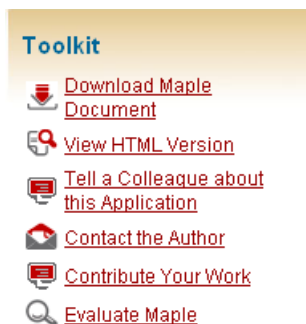 Toolkit
Download Maple
Document
View HTML Version
Tell a Colleague about
this Application
Contact the Author
Contribute Your Work
Evaluate Maple